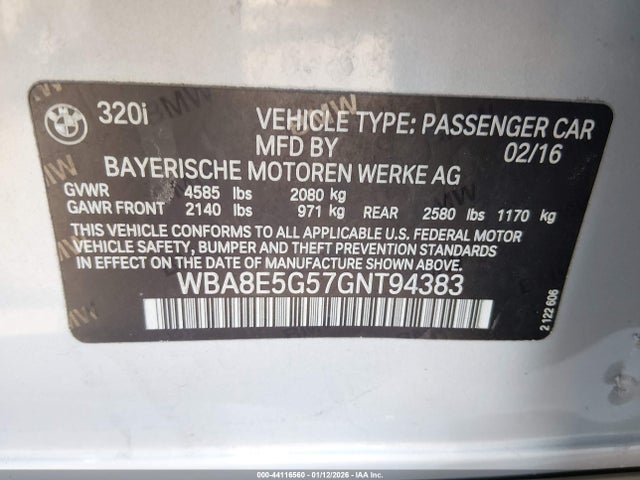 BMW 320i
VEHICLE TYPE: PASSENGER CAR
MFD BY 02/16
BAYERISCHE MOTOREN WERKE AG
GVWR 4585 lbs 2080 kg
GAWR FRONT 2140 lbs 971 kg REAR 2580 lbs 1170 kg
THIS VEHICLE CONFORMS TO ALL APPLICABLE U.S. FEDERAL MOTOR
VEHICLE SAFETY, BUMPER AND THEFT PREVENTION STANDARDS
IN EFFECT ON THE DATE OF MANUFACTURE SHOWN ABOVE.
WBA8E5G57GNT94383
2 122 606
000-44116560 - 01/12/2026 - IAA Inc.